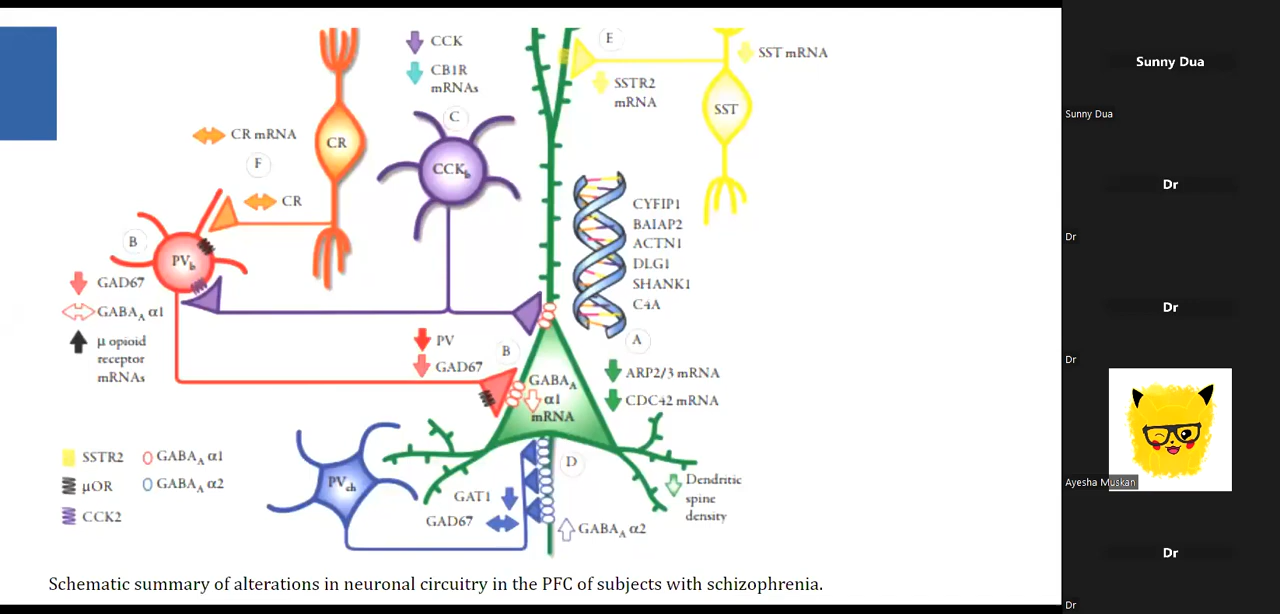 CCK
CB1R
mRNAs
C
CCKb
CR mRNA
F
CR
CR
E
SST mRNA
SSTR2
mRNA
SST
CYFIP1
BAIAP2
ACTN1
DLG1
SHANK1
C4A
A
B
PVb
GAD67
GABAA α1
μ opioid
receptor
mRNAs
PV
GAD67
B
GABAA
α1
mRNA
ARP2/3 mRNA
CDC42 mRNA
SSTR2
GABAA α1
μOR
GABAA α2
CCK2
PVch
GAT1
GAD67
D
GABAA α2
Dendritic
spine
density
Schematic summary of alterations in neuronal circuitry in the PFC of subjects with schizophrenia.
Sunny Dua
Sunny Dua
Dr
Dr
Dr
Dr
Ayesha Muskan
Dr
Dr